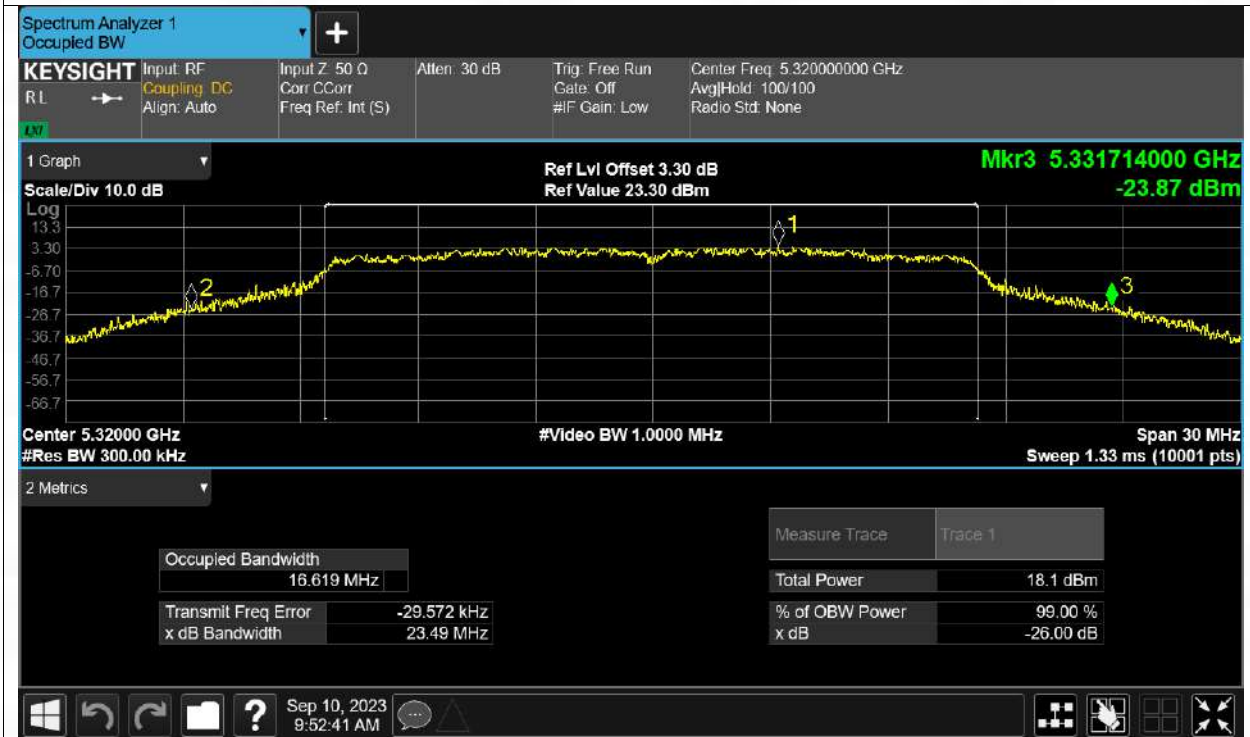 Spectrum Analyzer 1
Occupied BW
+
KEYSIGHT
R L
LXI
Input: RF
Coupling: DC
Align: Auto
Input Z: 50 Ω
Corr CCorr
Freq Ref: Int (S)
Atten: 30 dB
Trig: Free Run
Gate: Off
#IF Gain: Low
Center Freq: 5.320000000 GHz
Avg|Hold: 100/100
Radio Std: None
1 Graph
Scale/Div 10.0 dB
Ref Lvl Offset 3.30 dB
Ref Value 23.30 dBm
Mkr3 5.331714000 GHz
-23.87 dBm
Log
13.3
3.30
-6.70
-16.7
-26.7
-36.7
-46.7
-56.7
-66.7
1
2
3
Center 5.32000 GHz
#Res BW 300.00 kHz
#Video BW 1.0000 MHz
Span 30 MHz
Sweep 1.33 ms (10001 pts)
2 Metrics
Measure Trace Trace 1
Occupied Bandwidth
16.619 MHz
Total Power 18.1 dBm
Transmit Freq Error -29.572 kHz
% of OBW Power 99.00 %
x dB Bandwidth 23.49 MHz
x dB -26.00 dB
?
Sep 10, 2023
9:52:41 AM